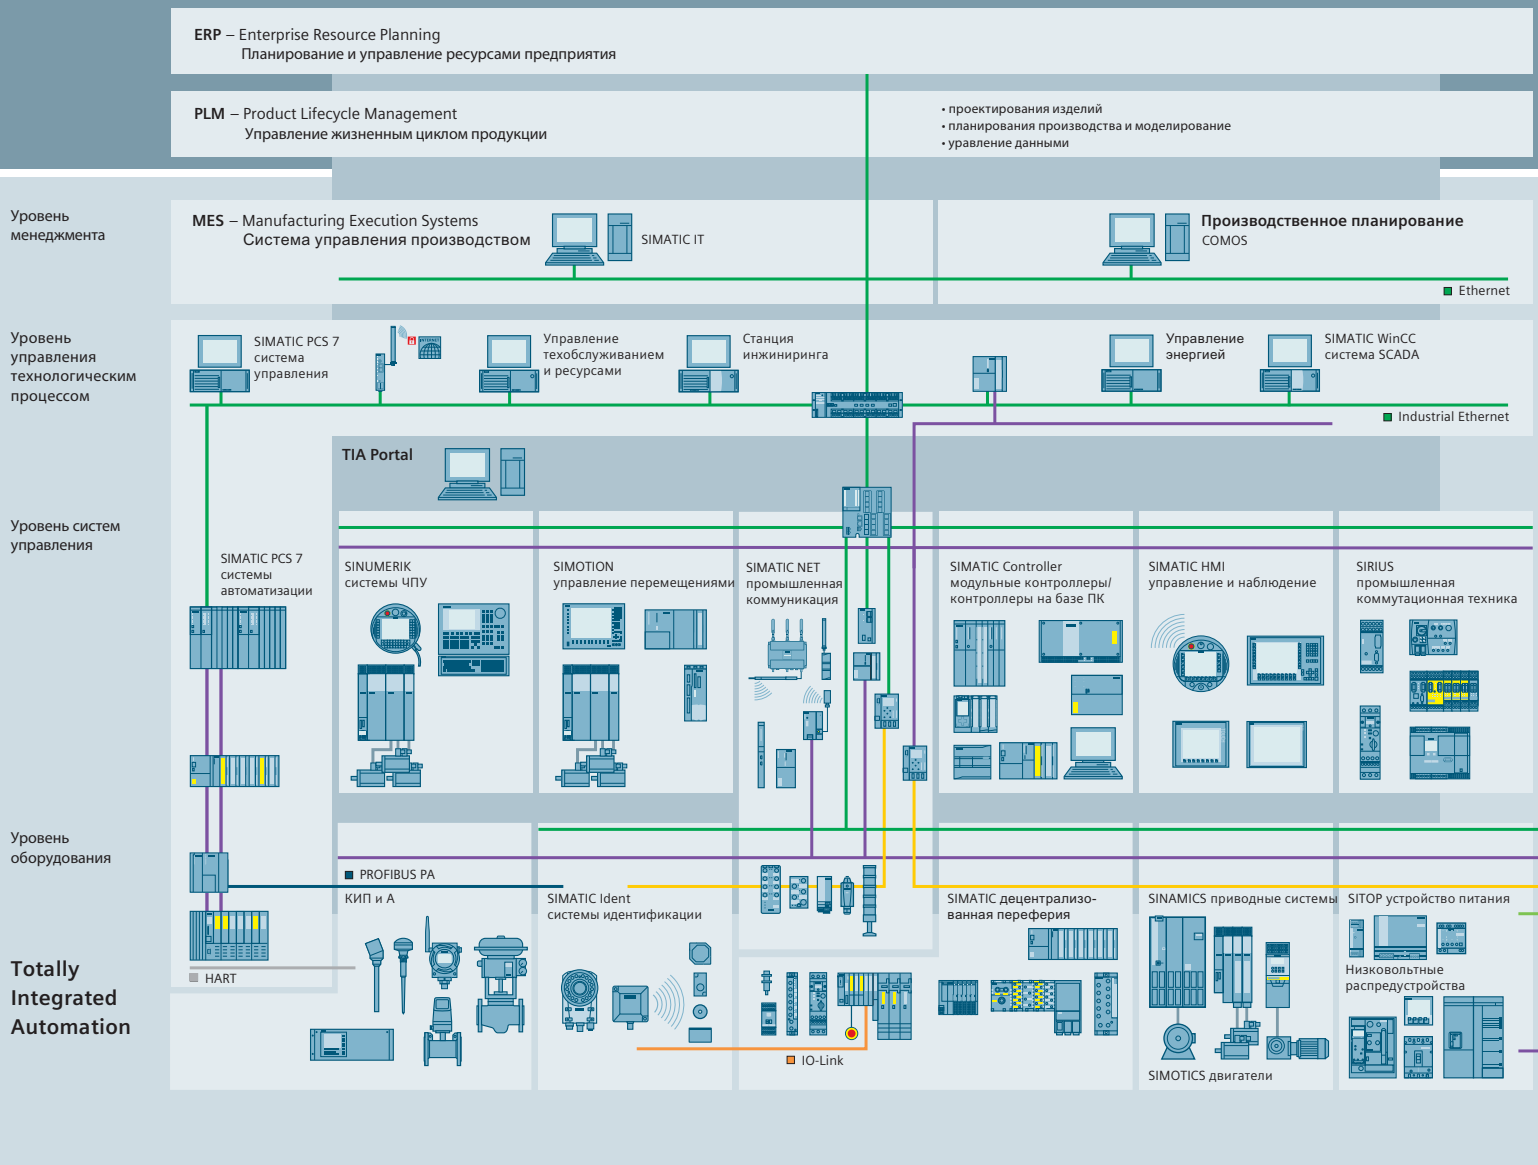 ERP – Enterprise Resource Planning
Планирование и управление ресурсами предприятия
PLM – Product Lifecycle Management
Управление жизненным циклом продукции
• проектирования изделий
• планирования производства и моделирование
• уравление данными
Уровень
менеджмента
MES – Manufacturing Execution Systems
Система управления производством
SIMATIC IT
Производственное планирование
COMOS
Ethernet
Уровень
управления
технологическим
процессом
SIMATIC PCS 7
система
управления
INTERNET
Управление
техобслуживанием
и ресурсами
Станция
инжиниринга
Управление
энергией
SIMATIC WinCC
система SCADA
Industrial Ethernet
TIA Portal
Уровень систем
управления
SIMATIC PCS 7
системы
автоматизации
SINUMERIK
системы ЧПУ
SIMOTION
управление перемещениями
SIMATIC NET
промышленная
коммуникация
SIMATIC Controller
модульные контроллеры/
контроллеры на базе ПК
SIMATIC HMI
управление и наблюдение
SIRIUS
промышленная
коммутационная техника
Уровень
оборудования
PROFIBUS PA
КИП и А
SIMATIC Ident
системы идентификации
SIMATIC децентрализо-
ванная переферия
SINAMICS приводные системы
SITOP устройство питания
Низковольтные
распредустройства
HART
IO-Link
SIMOTICS двигатели
Totally
Integrated
Automation